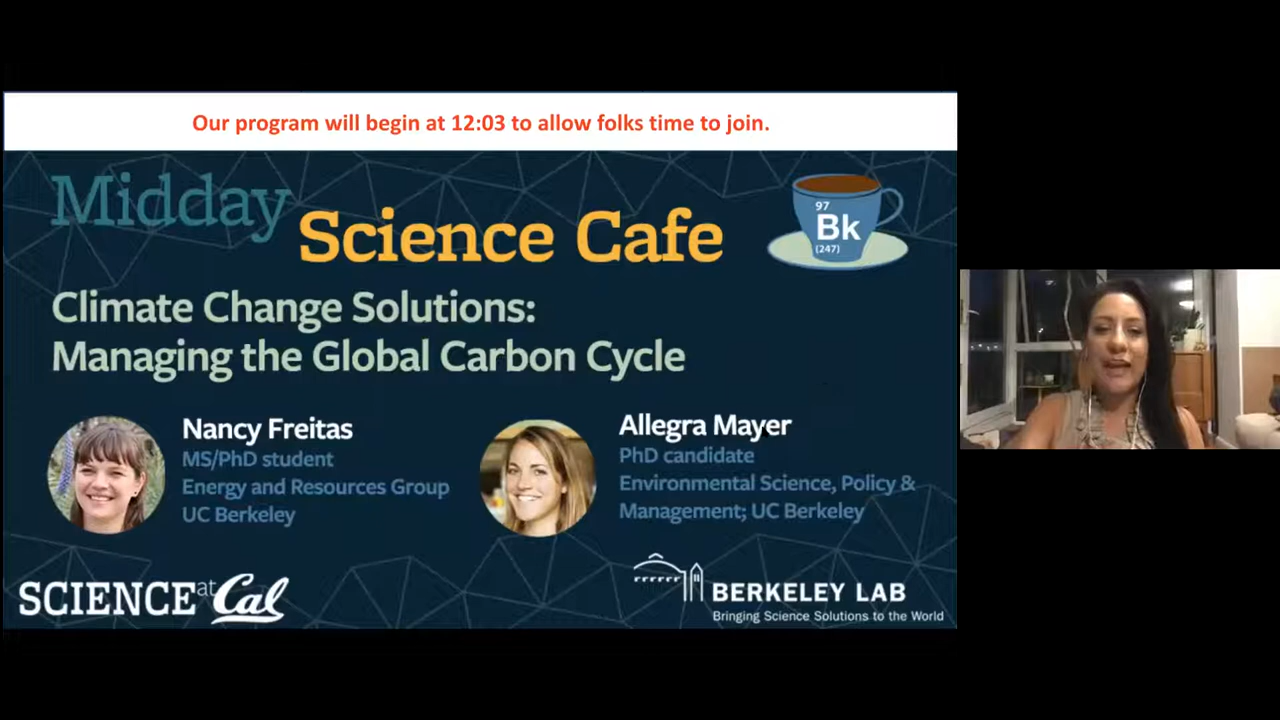 Our program will begin at 12:03 to allow folks time to join.
Midday
Science Cafe
97
Bk
(247)
Climate Change Solutions:
Managing the Global Carbon Cycle
Nancy Freitas
MS/PhD student
Energy and Resources Group
UC Berkeley
Allegra Mayer
PhD candidate
Environmental Science, Policy &
Management; UC Berkeley
SCIENCE at Cal
BERKELEY LAB
Bringing Science Solutions to the World